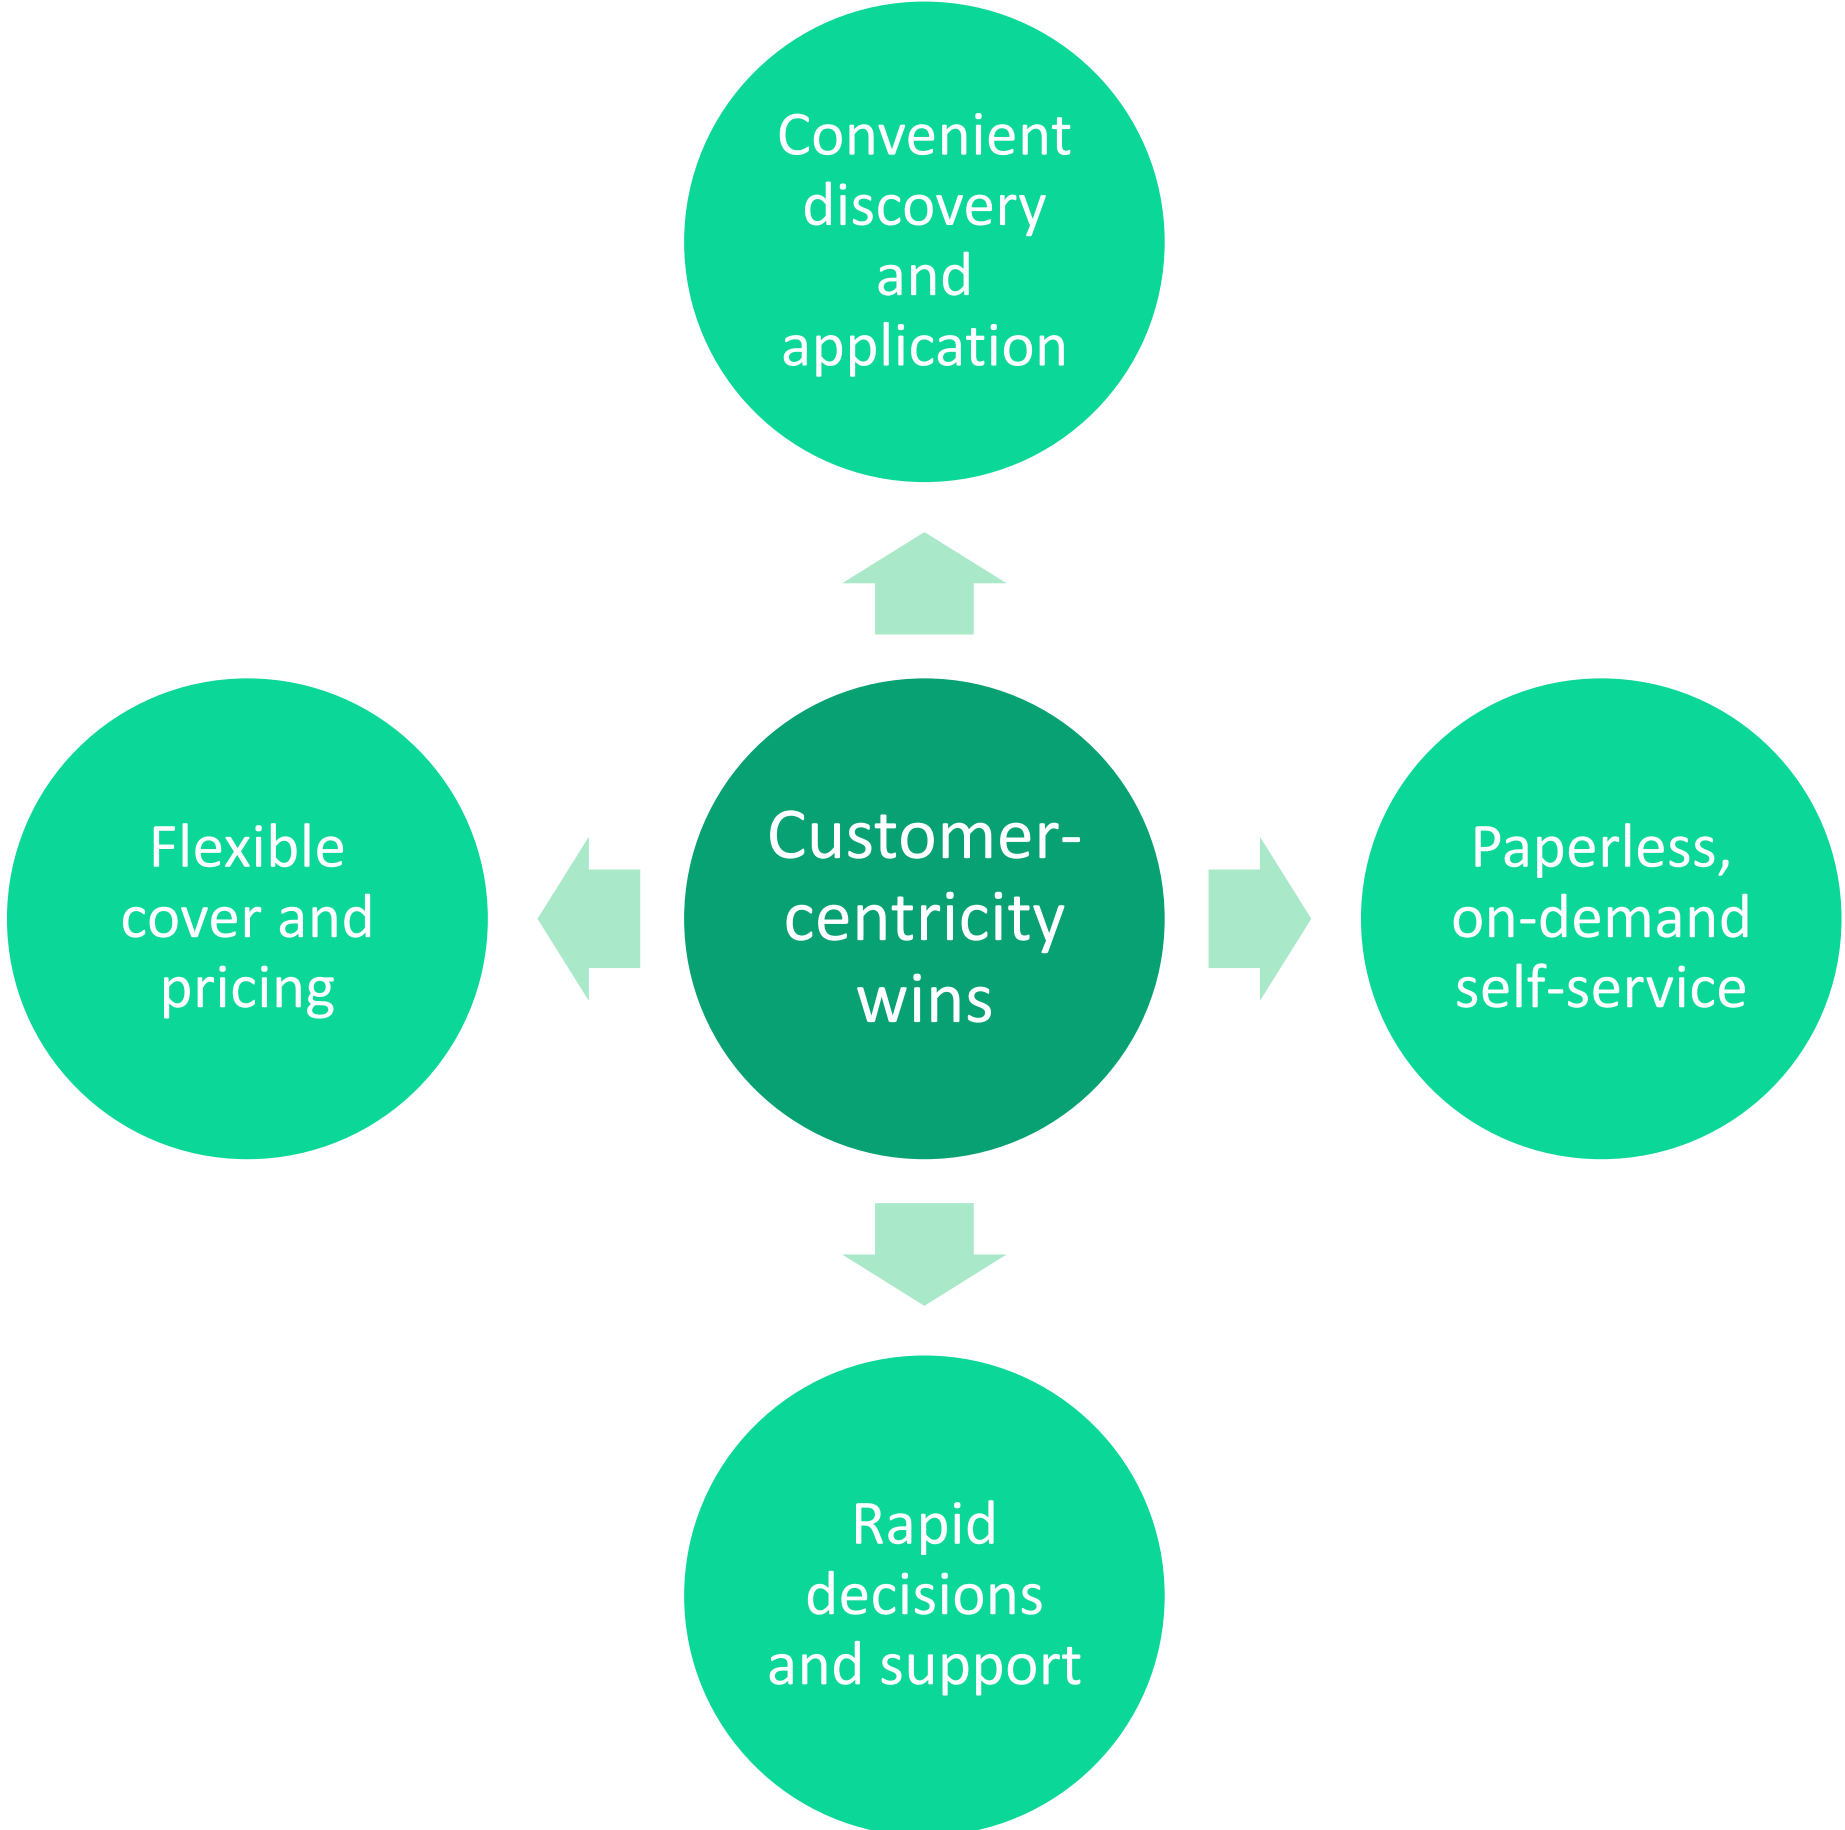 Convenient
discovery
and
application
Flexible
cover and
pricing
Customer-
centricity
wins
Paperless,
on-demand
self-service
Rapid
decisions
and support